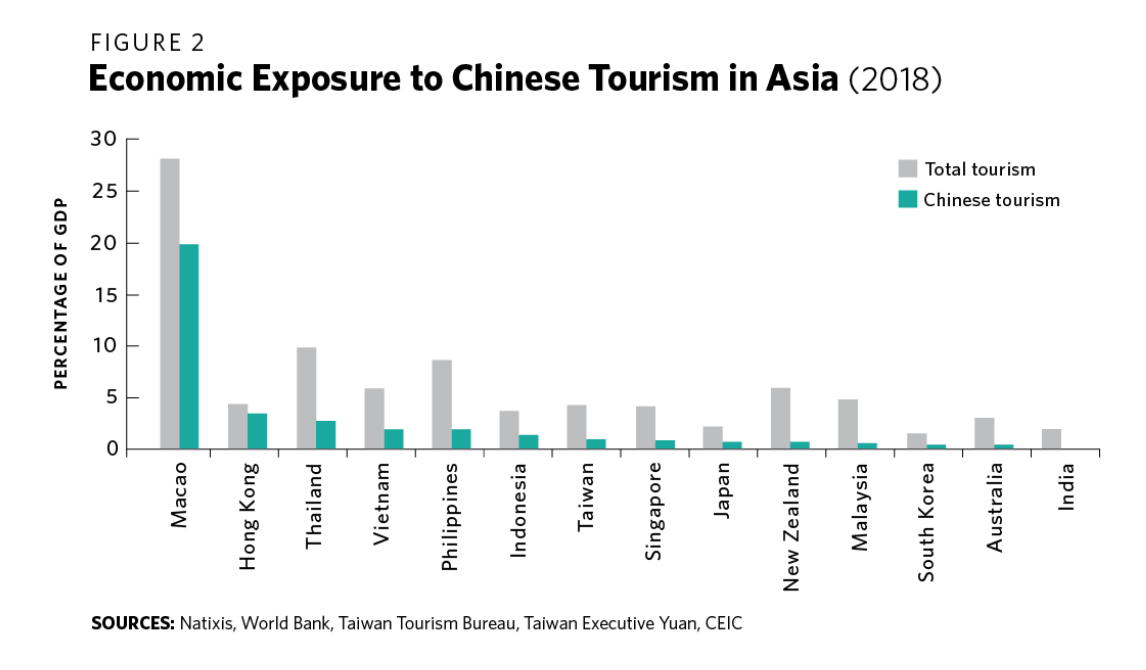 FIGURE 2
Economic Exposure to Chinese Tourism in Asia (2018)
PERCENTAGE OF GDP
30
25
20
15
10
5
0
Total tourism
Chinese tourism
Macao
Hong Kong
Thailand
Vietnam
Philippines
Indonesia
Taiwan
Singapore
Japan
New Zealand
Malaysia
South Korea
Australia
India
SOURCES: Natixis, World Bank, Taiwan Tourism Bureau, Taiwan Executive Yuan, CEIC